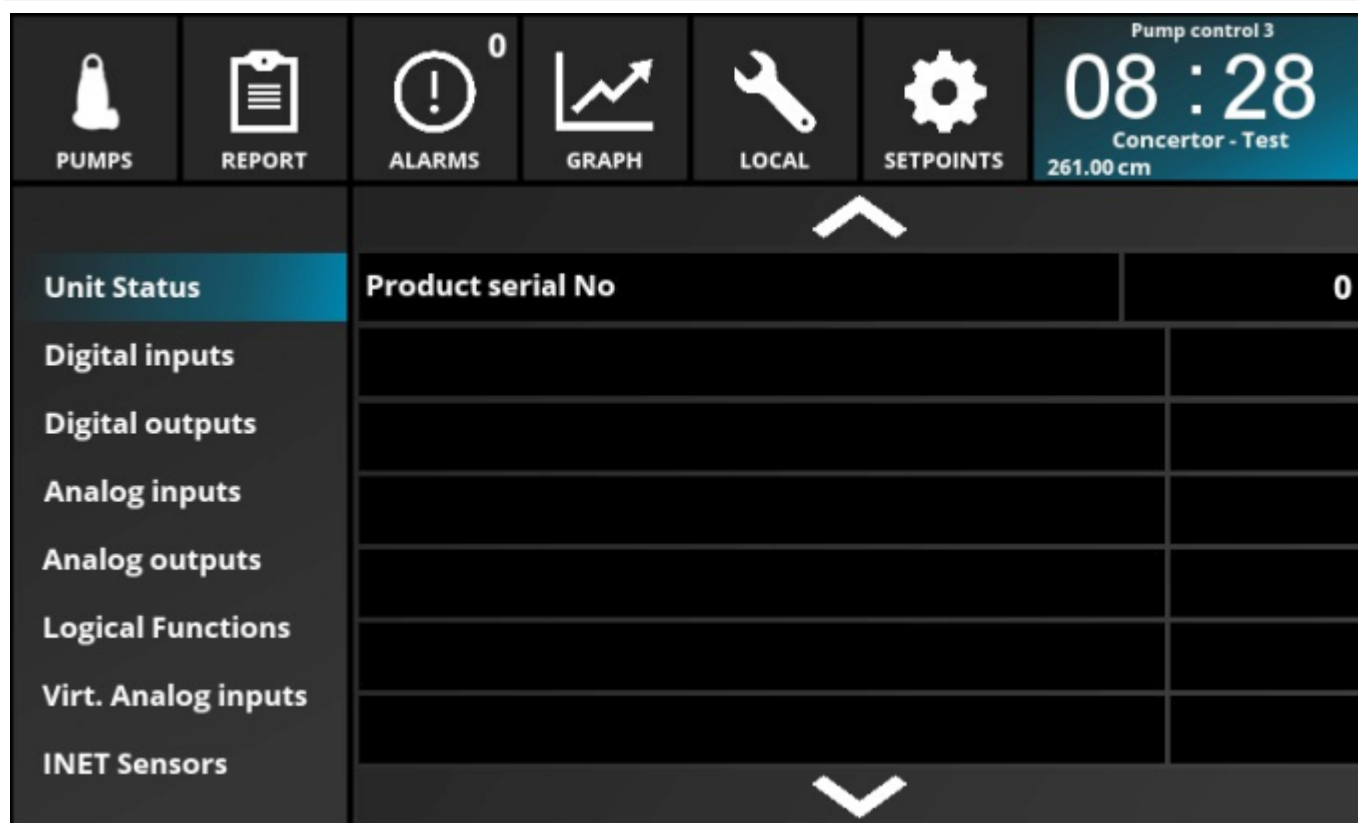 PUMPS
REPORT
0
ALARMS
GRAPH
LOCAL
SETPOINTS
Pump control 3
08 : 28
Concertor - Test
261.00 cm
Unit Status
Digital inputs
Digital outputs
Analog inputs
Analog outputs
Logical Functions
Virt. Analog inputs
INET Sensors
Product serial No 0